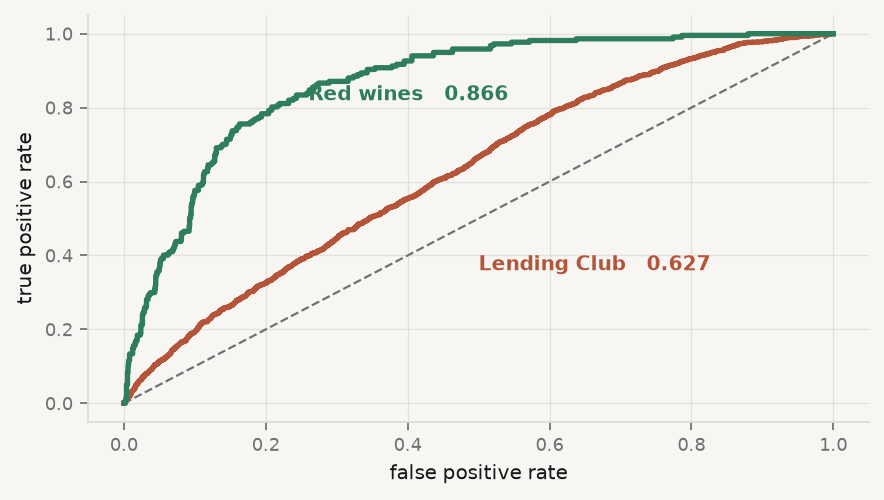 1.0
0.8
0.6
0.4
0.2
0.0
true positive rate
Red wines 0.866
Lending Club 0.627
0.0 0.2 0.4 0.6 0.8 1.0
false positive rate